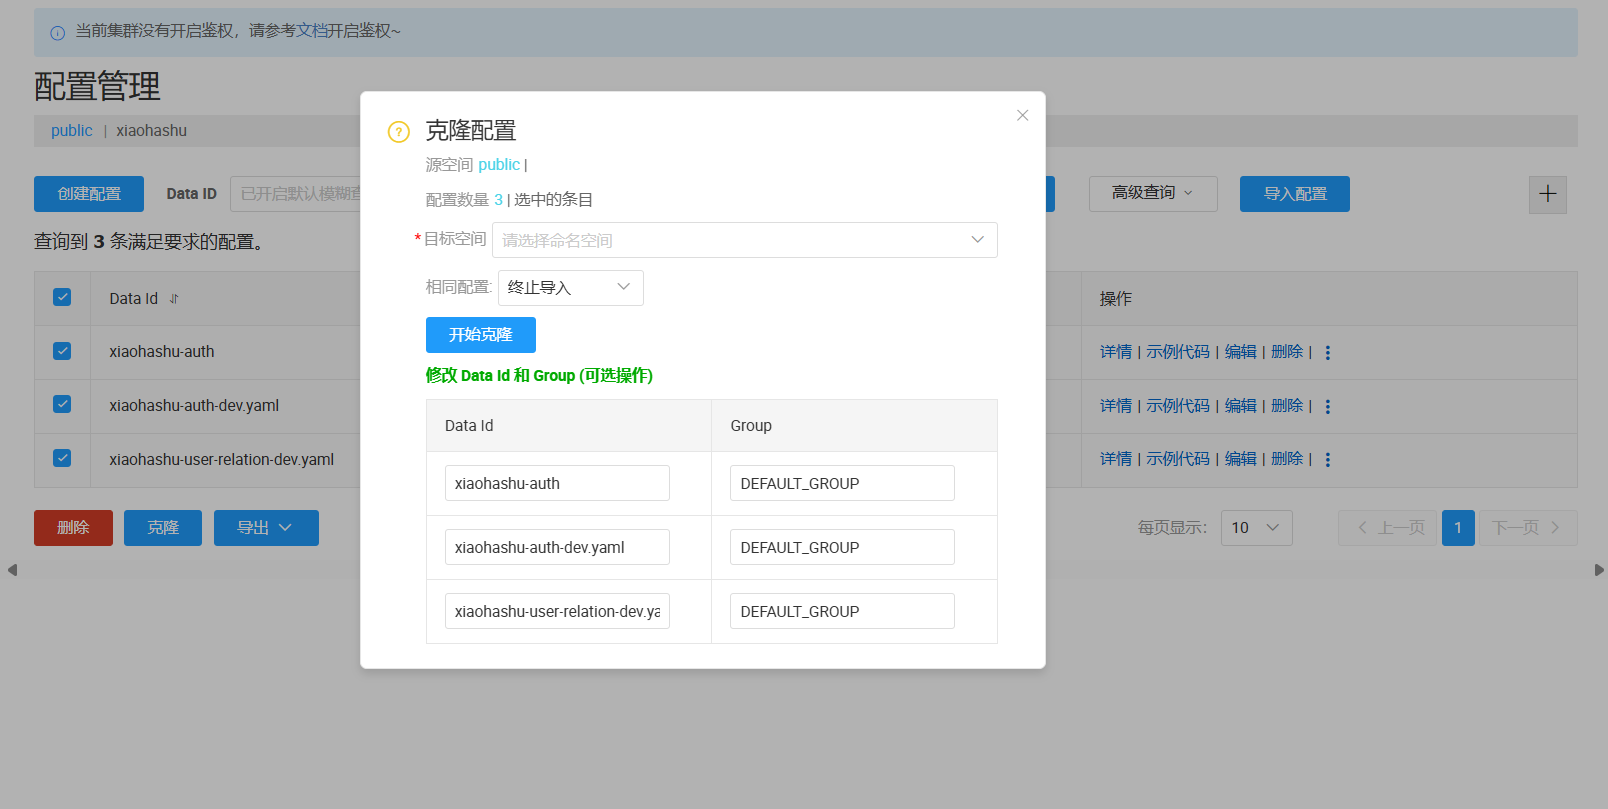 当前集群没有开启鉴权，请参考文档开启鉴权~
配置管理
public | xiaohashu
创建配置 Data ID 已开启默认模糊查 高级查询 导入配置
查询到 3 条满足要求的配置。
Data Id 操作
xiaohashu-auth 详情 | 示例代码 | 编辑 | 删除 |
xiaohashu-auth-dev.yaml 详情 | 示例代码 | 编辑 | 删除 |
xiaohashu-user-relation-dev.yaml 详情 | 示例代码 | 编辑 | 删除 |
删除 克隆 导出 每页显示: 10 上一页 1 下一页
克隆配置
源空间 public |
配置数量 3 | 选中的条目
*目标空间 请选择命名空间
相同配置: 终止导入
开始克隆
修改 Data Id 和 Group (可选操作)
Data Id Group
xiaohashu-auth DEFAULT_GROUP
xiaohashu-auth-dev.yaml DEFAULT_GROUP
xiaohashu-user-relation-dev.ya DEFAULT_GROUP